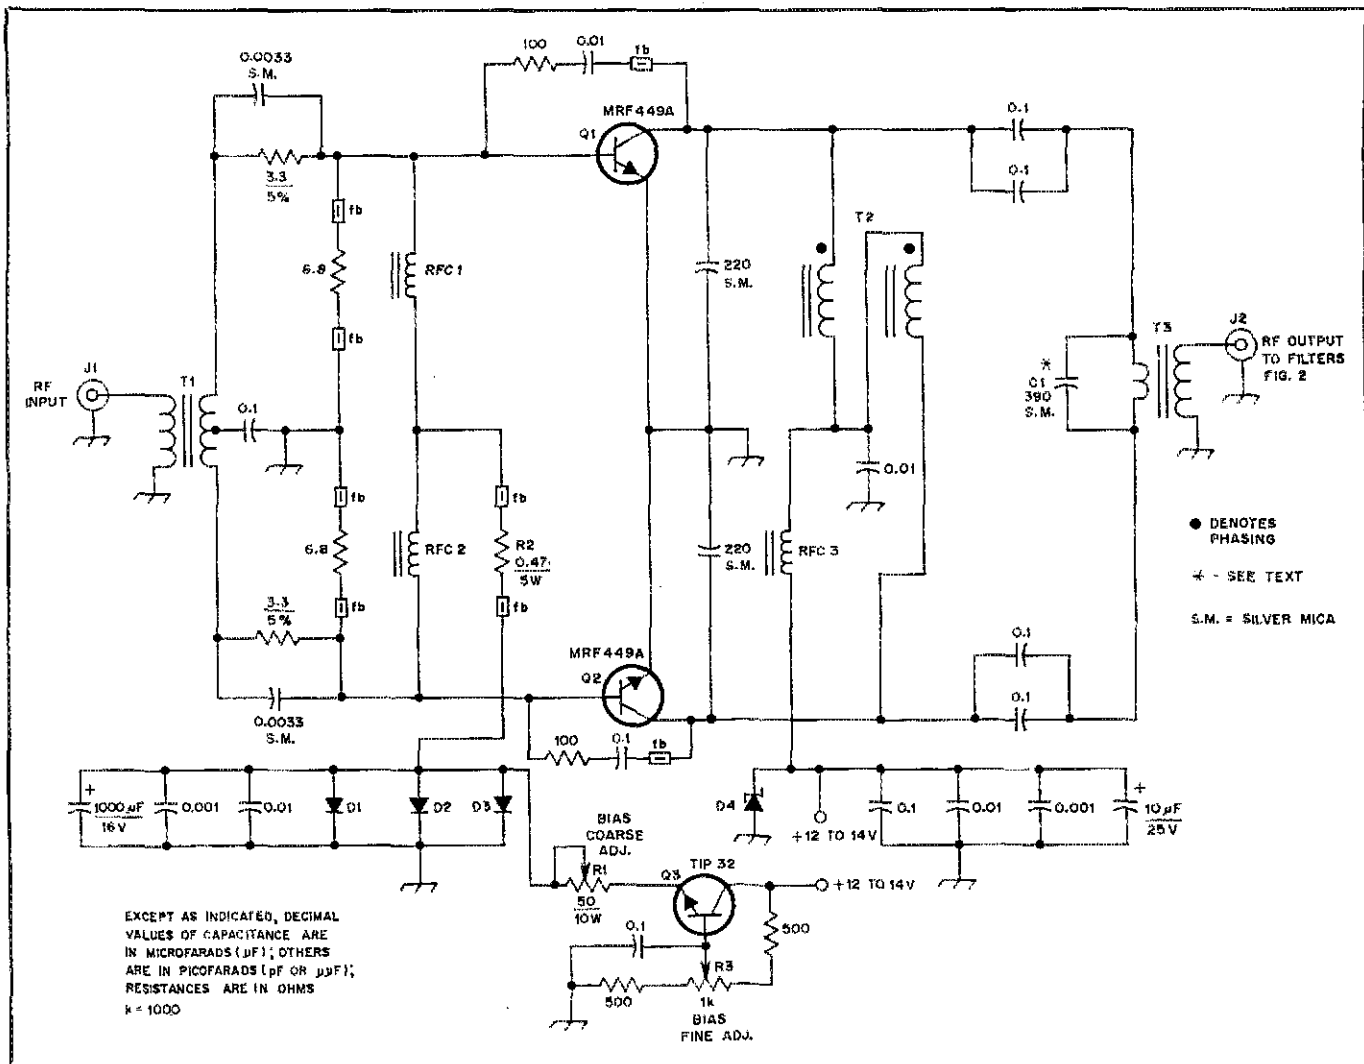 0.0033
S.M.
3.3
5%
fb
6.8
fb
RFC 1
100
0.01
fb
MRF449A
Q1
0.1
0.1
220
S.M.
T2
J1
RF
INPUT
T1
0.1
fb
6.8
fb
3.3
5%
0.0033
S.M.
RFC 2
fb
R2
0.47
5W
fb
MRF449A
Q2
100
0.1
fb
220
S.M.
RFC 3
0.01
*
C1
390
S.M.
T3
J2
RF OUTPUT
TO FILTERS
FIG. 2
● DENOTES
PHASING
* - SEE TEXT
S.M. = SILVER MICA
0.1
0.1
+
1000 µF
16V
0.001
0.01
D1
D2
D3
D4
+12 TO 14V
0.1
0.01
0.001
+
10 µF
25V
BIAS
COARSE
ADJ.
R1
50
10W
TIP 32
Q3
+12 TO 14V
500
0.1
500
R3
1k
BIAS
FINE ADJ.
EXCEPT AS INDICATED, DECIMAL
VALUES OF CAPACITANCE ARE
IN MICROFARADS (µF); OTHERS
ARE IN PICOFARADS (pF OR µµF);
RESISTANCES ARE IN OHMS
k = 1000